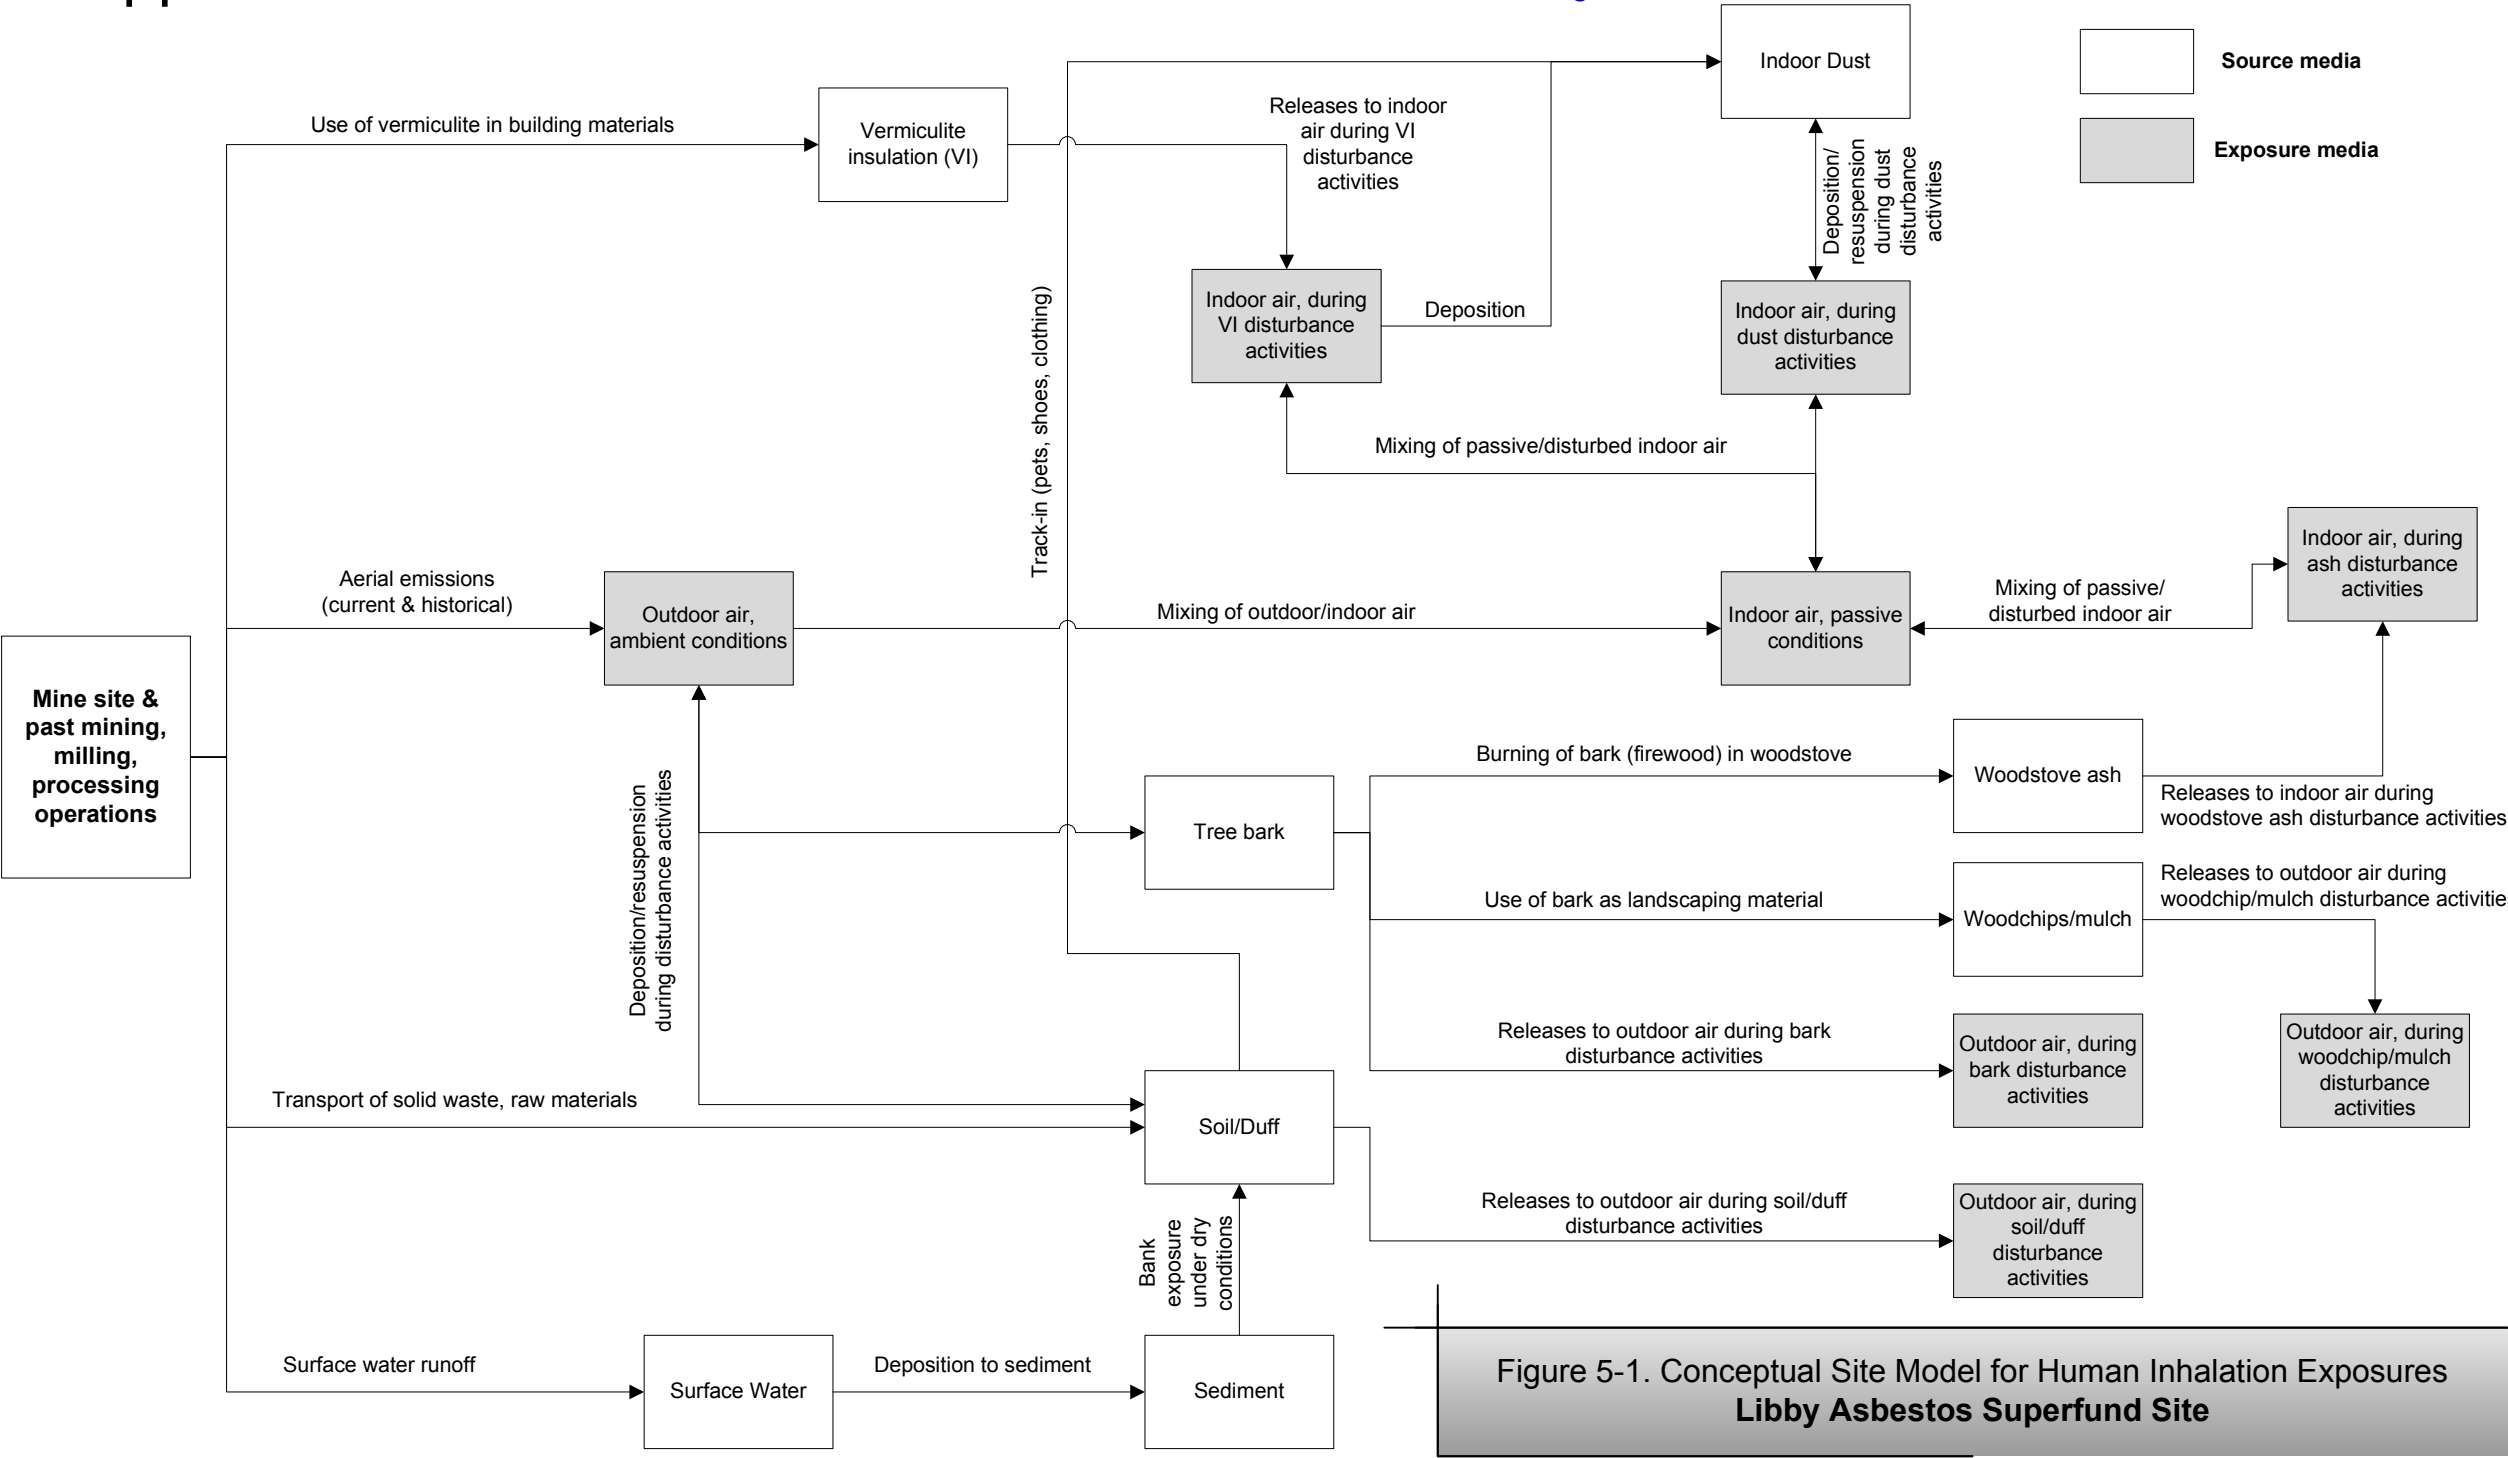 Indoor Dust
Source media
Exposure media
Use of vermiculite in building materials
Vermiculite
insulation (VI)
Releases to indoor
air during VI
disturbance
activities
Deposition/
resuspension
during dust
disturbance
activities
Track-in (pets, shoes, clothing)
Indoor air, during
VI disturbance
activities
Deposition
Indoor air, during
dust disturbance
activities
Mixing of passive/disturbed indoor air
Aerial emissions
(current & historical)
Outdoor air,
ambient conditions
Mixing of outdoor/indoor air
Indoor air, passive
conditions
Mixing of passive/
disturbed indoor air
Indoor air, during
ash disturbance
activities
Mine site &
past mining,
milling,
processing
operations
Deposition/resuspension
during disturbance activities
Tree bark
Burning of bark (firewood) in woodstove
Woodstove ash
Releases to indoor air during
woodstove ash disturbance activities
Use of bark as landscaping material
Woodchips/mulch
Releases to outdoor air during
woodchip/mulch disturbance activitie
Releases to outdoor air during bark
disturbance activities
Outdoor air, during
bark disturbance
activities
Outdoor air, during
woodchip/mulch
disturbance
activities
Transport of solid waste, raw materials
Soil/Duff
Releases to outdoor air during soil/duff
disturbance activities
Outdoor air, during
soil/duff
disturbance
activities
Bank
exposure
under dry
conditions
Surface water runoff
Surface Water
Deposition to sediment
Sediment
Figure 5-1. Conceptual Site Model for Human Inhalation Exposures
Libby Asbestos Superfund Site